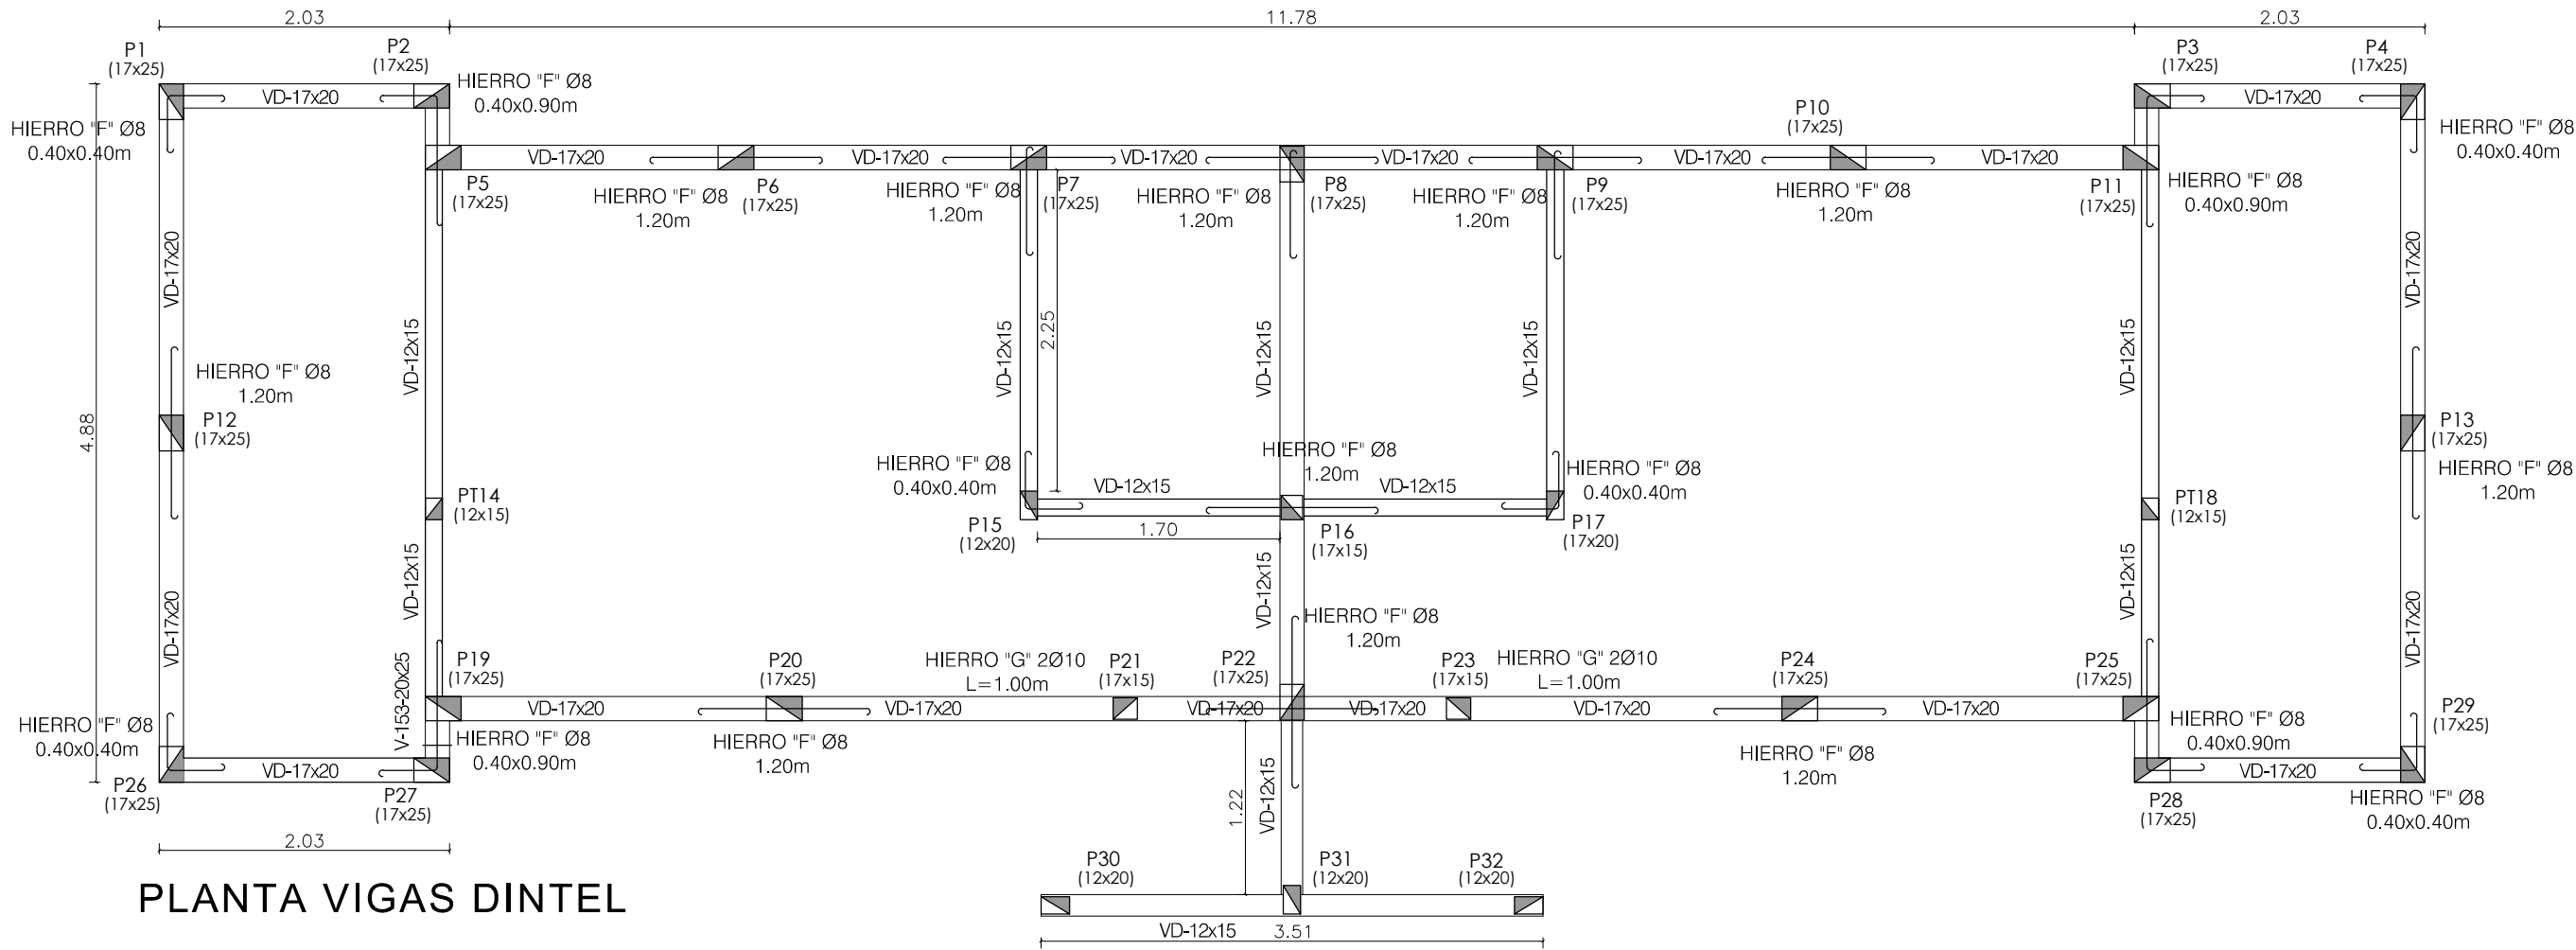 2.03
11.78
2.03
P1
(17x25)
P2
(17x25)
P3
(17x25)
P4
(17x25)
HIERRO "F" Ø8
0.40x0.90m
VD-17x20
VD-17x20
HIERRO "F" Ø8
0.40x0.40m
P10
(17x25)
HIERRO "F" Ø8
0.40x0.40m
VD-17x20
VD-17x20
VD-17x20
VD-17x20
VD-17x20
VD-17x20
P5
(17x25)
HIERRO "F" Ø8
1.20m
P6
(17x25)
HIERRO "F" Ø8
1.20m
P7
(17x25)
HIERRO "F" Ø8
1.20m
P8
(17x25)
HIERRO "F" Ø8
1.20m
P9
(17x25)
HIERRO "F" Ø8
1.20m
P11
(17x25)
HIERRO "F" Ø8
0.40x0.90m
VD-17x20
VD-12x15
VD-12x15
2.25
VD-12x15
VD-12x15
VD-12x15
VD-17x20
4.88
HIERRO "F" Ø8
1.20m
P12
(17x25)
P13
(17x25)
HIERRO "F" Ø8
1.20m
HIERRO "F" Ø8
1.20m
HIERRO "F" Ø8
0.40x0.40m
VD-12x15
VD-12x15
HIERRO "F" Ø8
0.40x0.40m
PT14
(12x15)
P15
(12x20)
1.70
P16
(17x15)
P17
(17x20)
PT18
(12x15)
VD-17x20
VD-12x15
VD-12x15
VD-12x15
VD-17x20
HIERRO "F" Ø8
1.20m
V-153-20x25
P19
(17x25)
P20
(17x25)
HIERRO "G" 2Ø10
L=1.00m
P21
(17x15)
P22
(17x25)
P23
(17x15)
HIERRO "G" 2Ø10
L=1.00m
P24
(17x25)
P25
(17x25)
VD-17x20
VD-17x20
VD-17x20
VD-17x20
VD-17x20
VD-17x20
HIERRO "F" Ø8
0.40x0.40m
HIERRO "F" Ø8
0.40x0.90m
HIERRO "F" Ø8
1.20m
HIERRO "F" Ø8
1.20m
HIERRO "F" Ø8
0.40x0.90m
P29
(17x25)
VD-17x20
VD-17x20
P26
(17x25)
P27
(17x25)
1.22
VD-12x15
P28
(17x25)
HIERRO "F" Ø8
0.40x0.40m
2.03
P30
(12x20)
P31
(12x20)
P32
(12x20)
PLANTA VIGAS DINTEL
VD-12x15
3.51